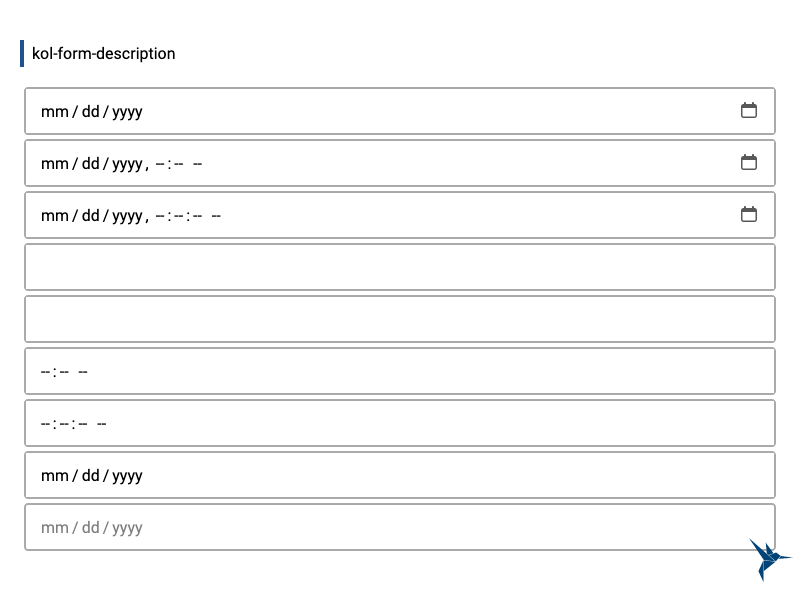 kol-form-description
mm/dd/yyyy
mm/dd/yyyy, --:-- --
mm/dd/yyyy, --:--:-- --
--:-- --
--:--:-- --
mm/dd/yyyy
mm/dd/yyyy